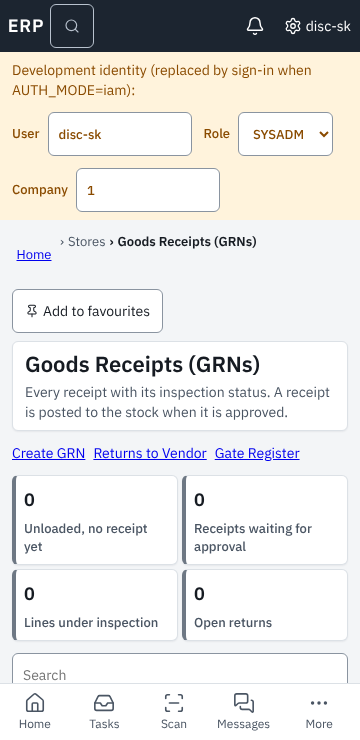 ERP
disc-sk
Development identity (replaced by sign-in when
AUTH_MODE=iam):
User disc-sk Role SYSADM
Company 1
Home › Stores › Goods Receipts (GRNs)
Add to favourites
Goods Receipts (GRNs)
Every receipt with its inspection status. A receipt
is posted to the stock when it is approved.
Create GRN Returns to Vendor Gate Register
0
Unloaded, no receipt
yet
0
Receipts waiting for
approval
0
Lines under inspection
0
Open returns
Search
Home Tasks Scan Messages More